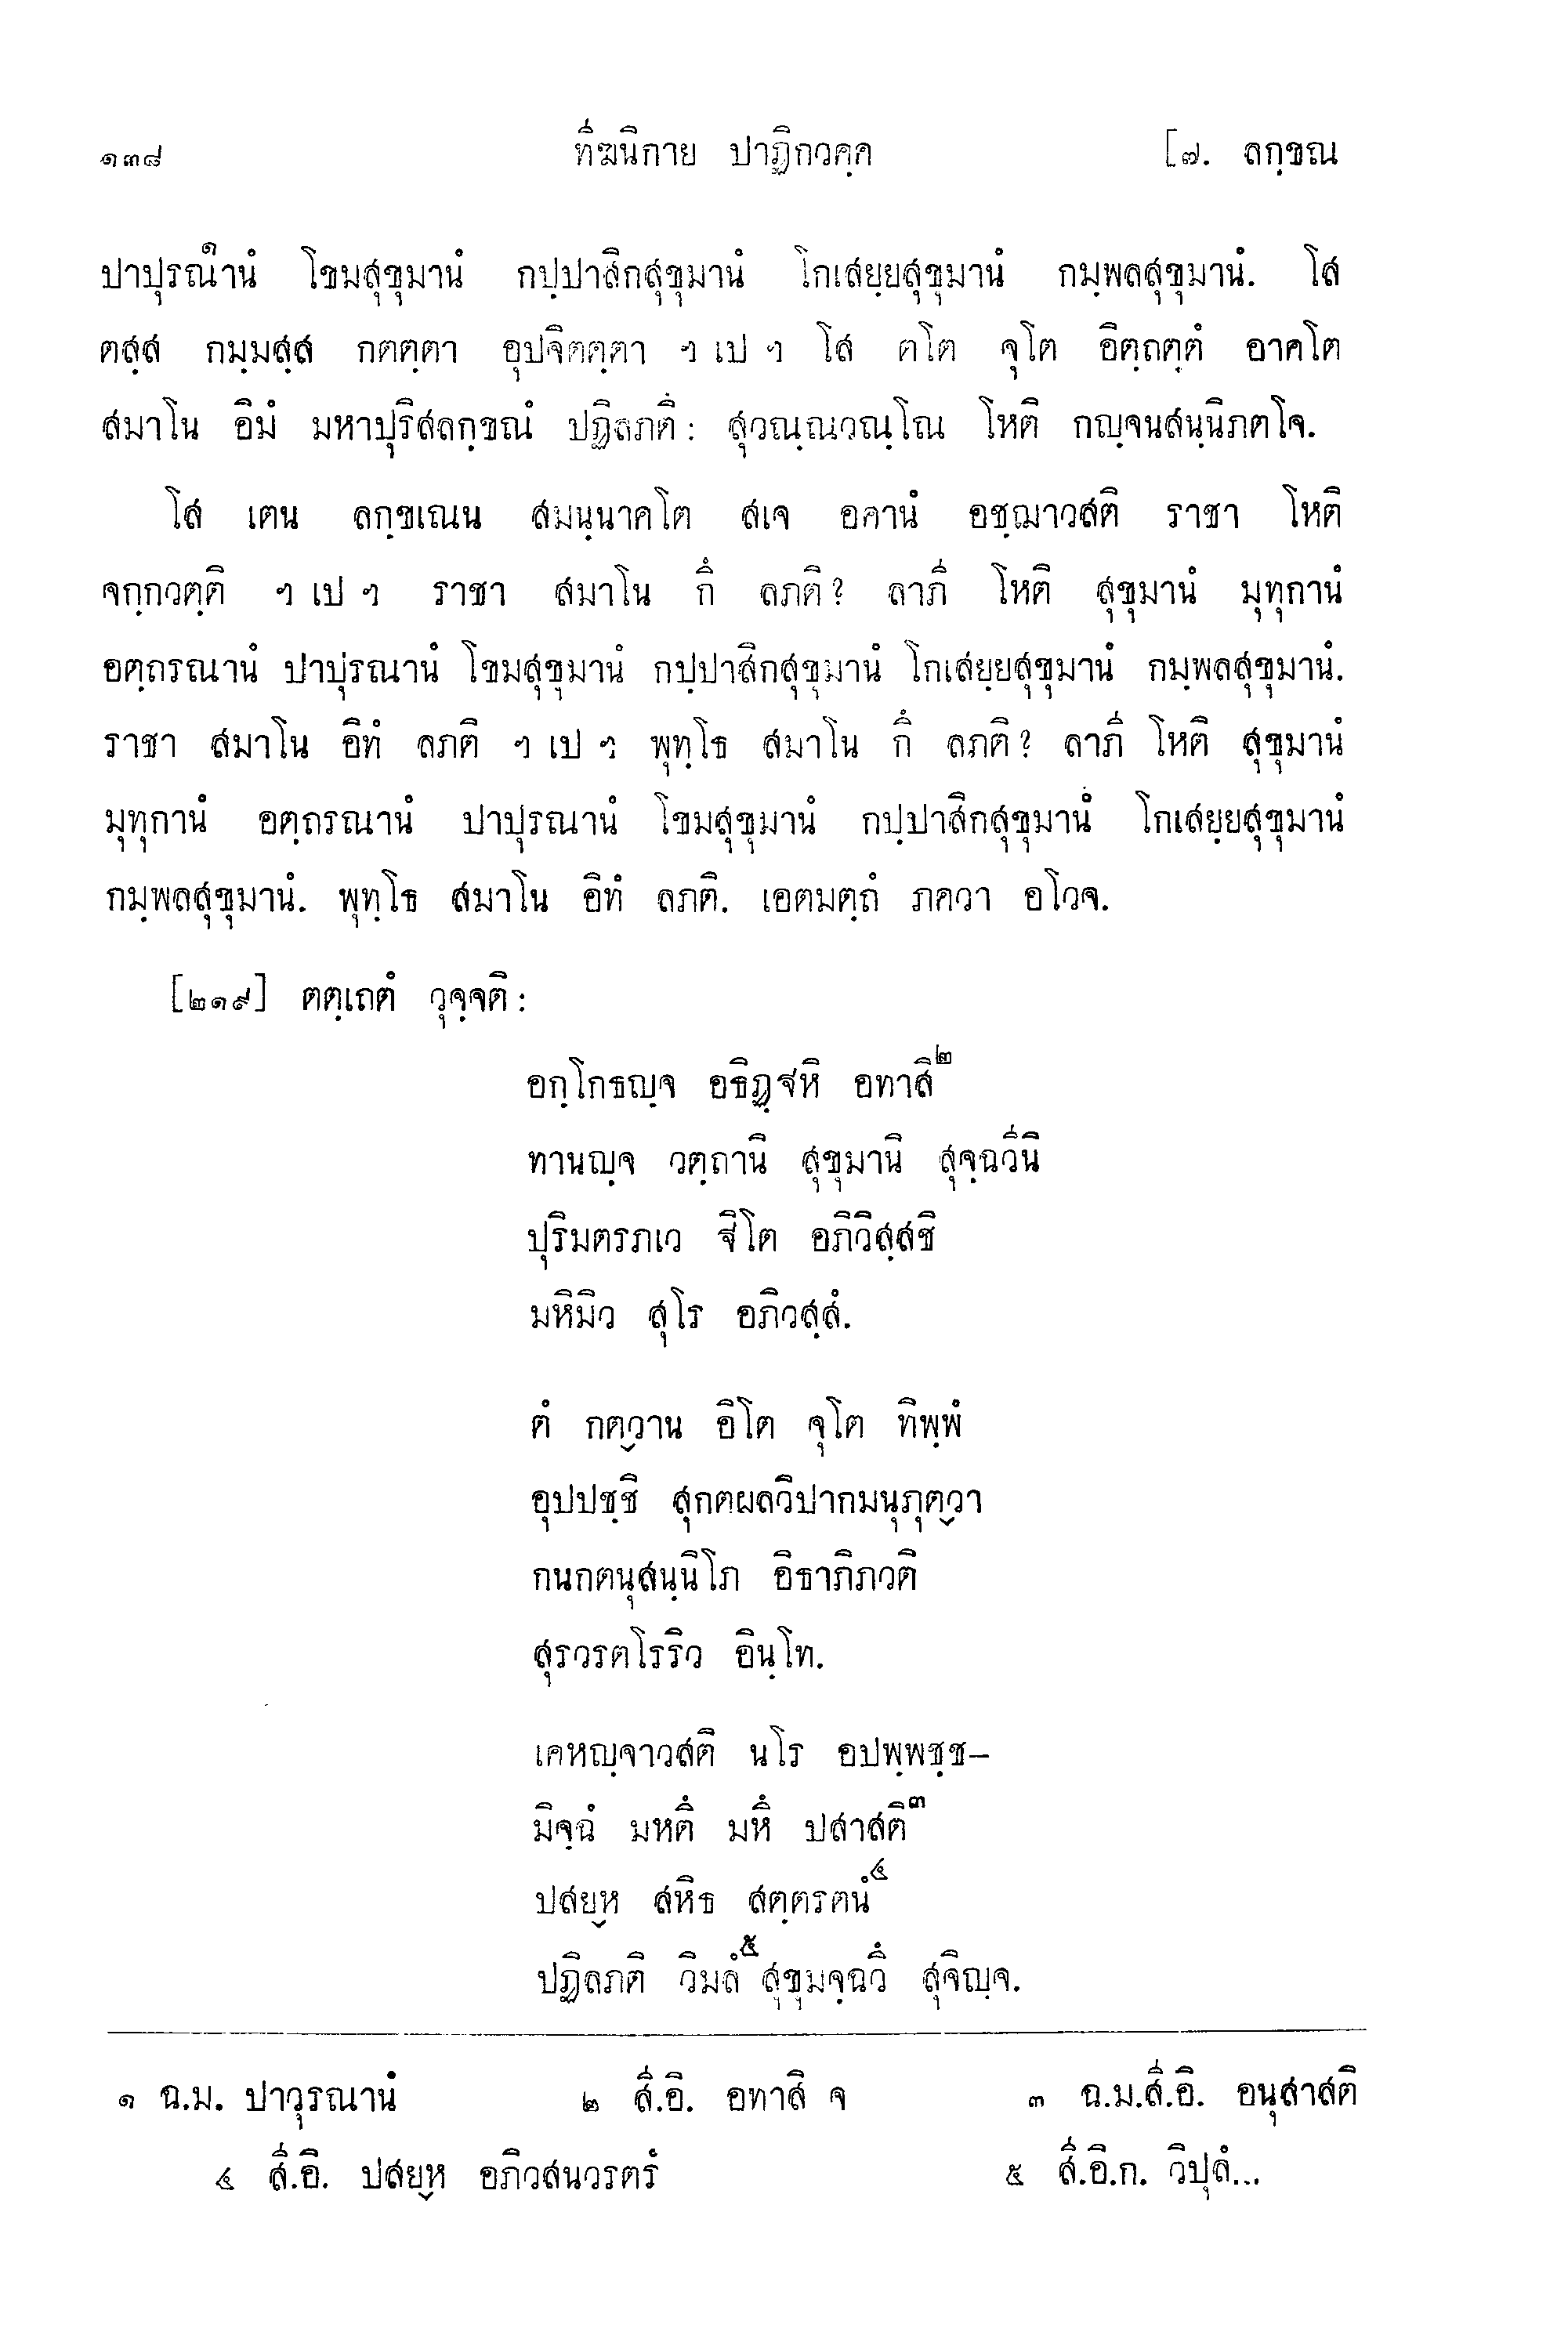 ๑๓๘ ทีฆนิกาย ปาฏิกวคฺค [๗. ลกฺขณ
ปาปุรณานํ๑ โขมสุขุมานํ กปฺปาสิกสุขุมานํ โกเสยฺยสุขุมานํ กมฺพลสุขุมานํ. โส
ตสฺส กมฺมสฺส กตตฺตา อุปจิตตฺตา ฯ เป ฯ โส ตโต จุโต อิตฺถตฺตํ อาคโต
สมาโน อิมํ มหาปุริสลกฺขณํ ปฏิลภติ: สุวณฺณวณฺโณ โหติ กญฺจนสนฺนิภตโจ.
โส เตน ลกฺขเณน สมนฺนาคโต สเจ อคารํ อชฺฌาวสติ ราชา โหติ
จกฺกวตฺติ ฯ เป ฯ ราชา สมาโน กึ ลภติ? ลาภี โหติ สุขุมานํ มุทุกานํ
อตฺถรณานํ ปาปุรณานํ โขมสุขุมานํ กปฺปาสิกสุขุมานํ โกเสยฺยสุขุมานํ กมฺพลสุขุมานํ.
ราชา สมาโน อิทํ ลภติ ฯ เป ฯ พุทฺโธ สมาโน กึ ลภติ? ลาภี โหติ สุขุมานํ
มุทุกานํ อตฺถรณานํ ปาปุรณานํ โขมสุขุมานํ กปฺปาสิกสุขุมานํ โกเสยฺยสุขุมานํ
กมฺพลสุขุมานํ. พุทฺโธ สมาโน อิทํ ลภติ. เอตมตฺถํ ภควา อโวจ.
[๒๑๙] ตตฺเถตํ วุจฺจติ:
อกฺโกธญฺจ อธิฏฺฐหิ อทาสิ๒
ทานญฺจ วตฺถานิ สุขุมานิ สุจฺฉวีนิ
ปุริมตรภเว ฐิโต อภิวิสฺสชิ
มหิมิว สุโร อภิวสฺสํ.
ตํ กตฺวาน อิโต จุโต ทิพฺพํ
อุปปชฺชิ สุกตผลวิปากมนุภุตฺวา
กนกตนุสนฺนิโภ อิธาภิภวติ
สุรวรตโรริว อินฺโท.
เคหญฺจาวสติ นโร อปพฺพชฺช–
มิจฺฉํ มหตึ มหึ ปสาสติ๓
ปสยฺห สหิธ สตฺตรตนํ๔
ปฏิลภติ วิมลํ๕ สุขุมจฺฉวึ สุจิญฺจ.
๑ ฉ.ม. ปาวุรณานํ ๒ สี.อิ. อทาสิ จ ๓ ฉ.ม.สี.อิ. อนุสาสติ
๔ สี.อิ. ปสยฺห อภิวสนวรตรํ ๕ สี.อิ.ก. วิปุลํ...